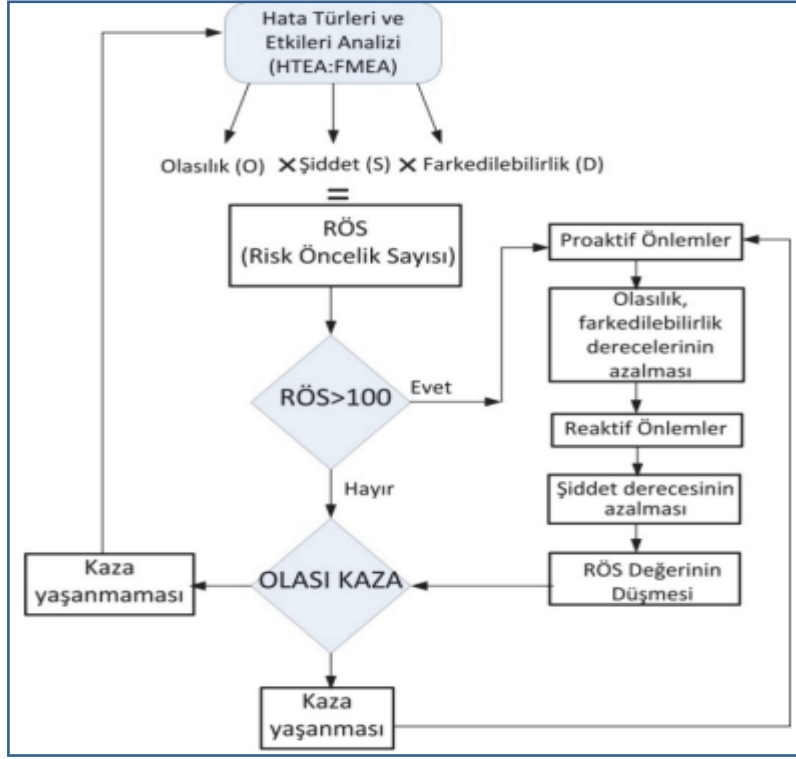 Hata Türleri ve
Etkileri Analizi
(HTEA:FMEA)
Olasılık (O) ×Şiddet (S) × Farkedilebilirlik (D)
=
RÖS
(Risk Öncelik Sayısı)
RÖS>100
Evet
Hayır
Proaktif Önlemler
Olasılık,
farkedilebilirlik
derecelerinin
azalması
Reaktif Önlemler
Şiddet derecesinin
azalması
RÖS Değerinin
Düşmesi
OLASI KAZA
Kaza
yaşanmaması
Kaza
yaşanması